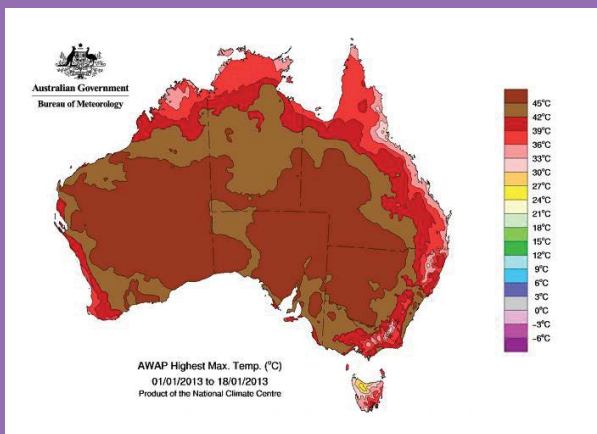 Australian Government
Bureau of Meteorology
45°C
42°C
39°C
36°C
33°C
30°C
27°C
24°C
21°C
18°C
15°C
12°C
9°C
6°C
3°C
0°C
-3°C
-6°C
AWAP Highest Max. Temp. (°C)
01/01/2013 to 18/01/2013
Product of the National Climate Centre